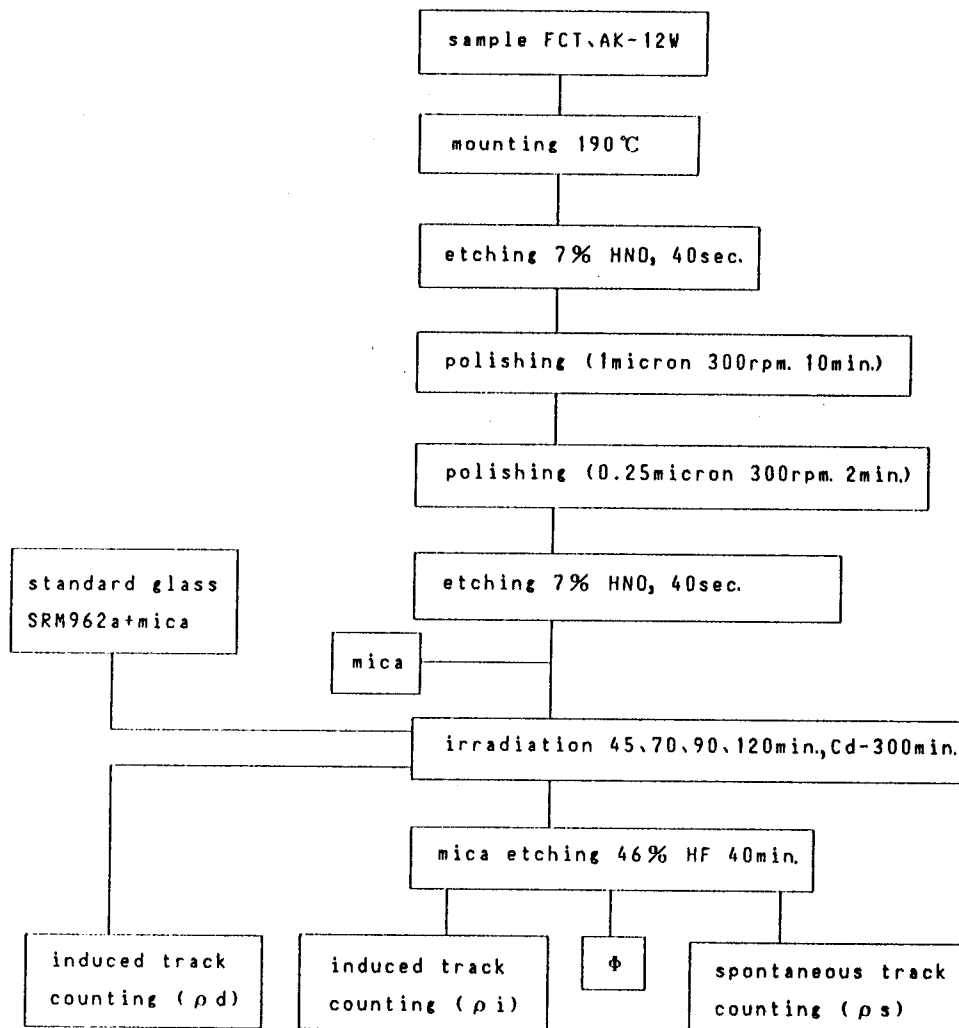 sample FCT、AK-12W
mounting 190℃
etching 7% HNO₃ 40sec.
polishing (1micron 300rpm. 10min.)
polishing (0.25micron 300rpm. 2min.)
standard glass
SRM962a+mica
etching 7% HNO₃ 40sec.
mica
irradiation 45、70、90、120min.,Cd-300min.
mica etching 46% HF 40min.
induced track
counting (ρd)
induced track
counting (ρi)
Φ
spontaneous track
counting (ρs)